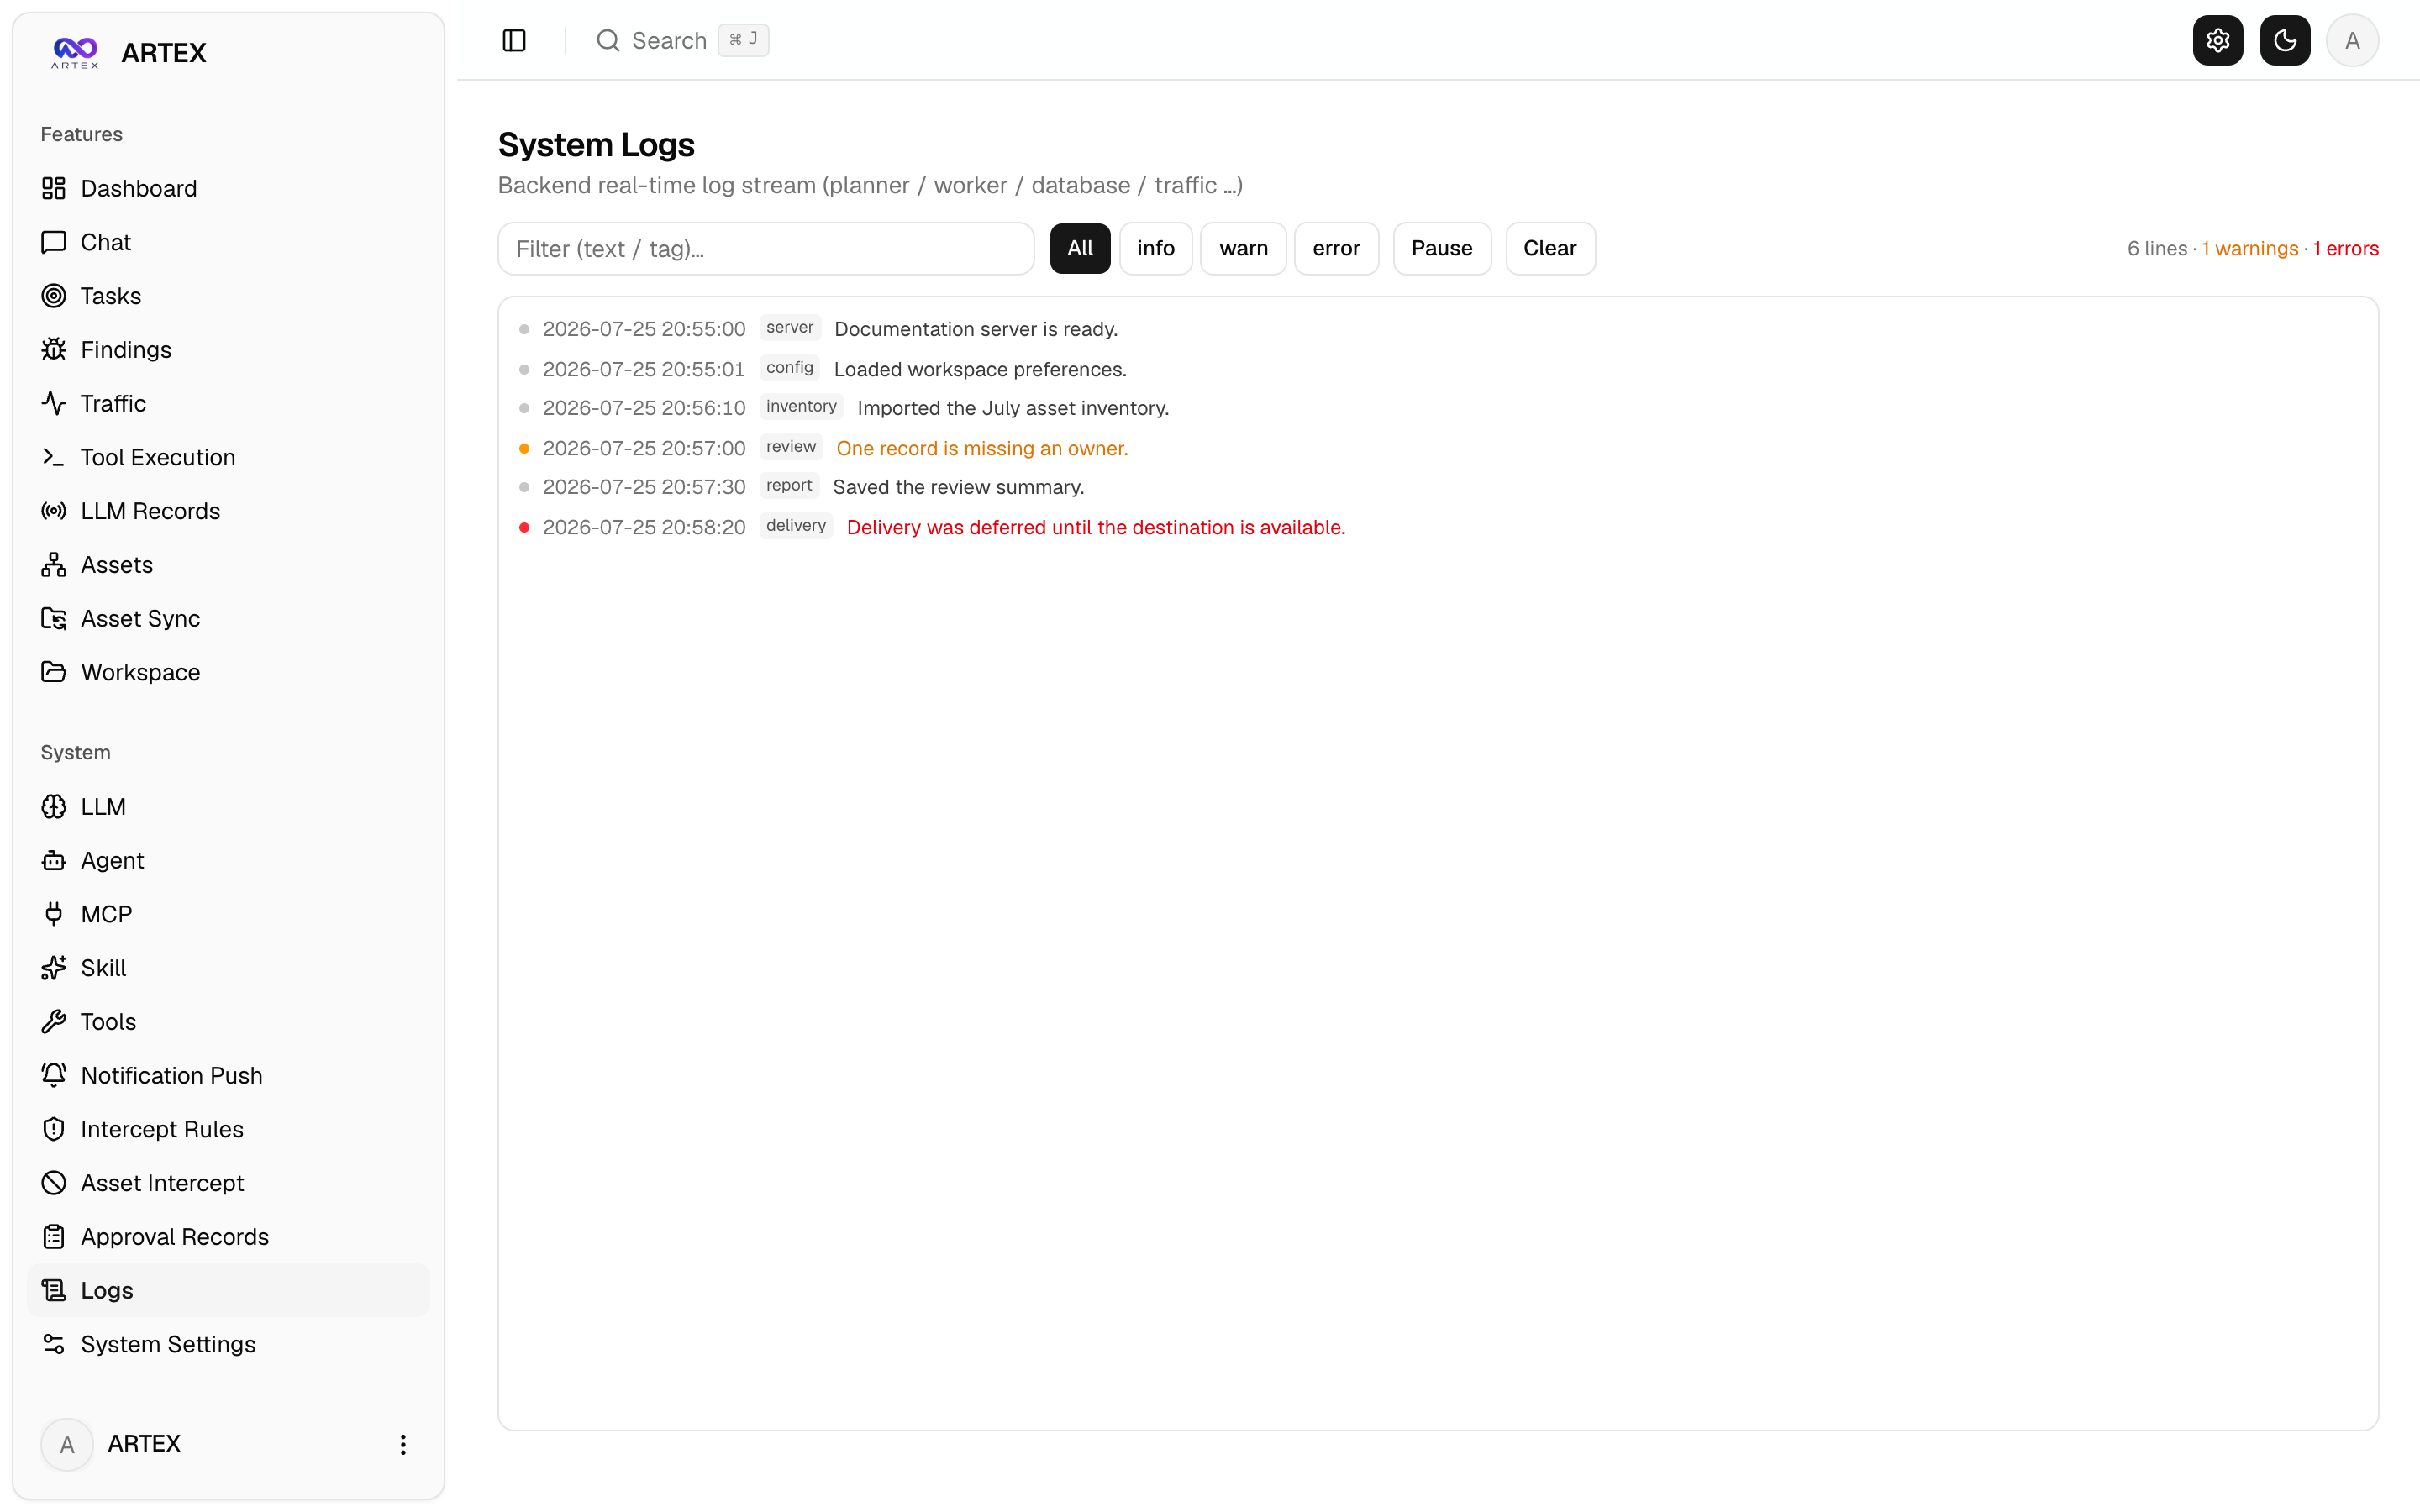 ARTEX
ARTEX
Features
Dashboard
Chat
Tasks
Findings
Traffic
Tool Execution
LLM Records
Assets
Asset Sync
Workspace
System
LLM
Agent
MCP
Skill
Tools
Notification Push
Intercept Rules
Asset Intercept
Approval Records
Logs
System Settings
A ARTEX
Search ⌘ J
A
System Logs
Backend real-time log stream (planner / worker / database / traffic ...)
Filter (text / tag)... All info warn error Pause Clear 6 lines · 1 warnings · 1 errors
2026-07-25 20:55:00 server Documentation server is ready.
2026-07-25 20:55:01 config Loaded workspace preferences.
2026-07-25 20:56:10 inventory Imported the July asset inventory.
2026-07-25 20:57:00 review One record is missing an owner.
2026-07-25 20:57:30 report Saved the review summary.
2026-07-25 20:58:20 delivery Delivery was deferred until the destination is available.